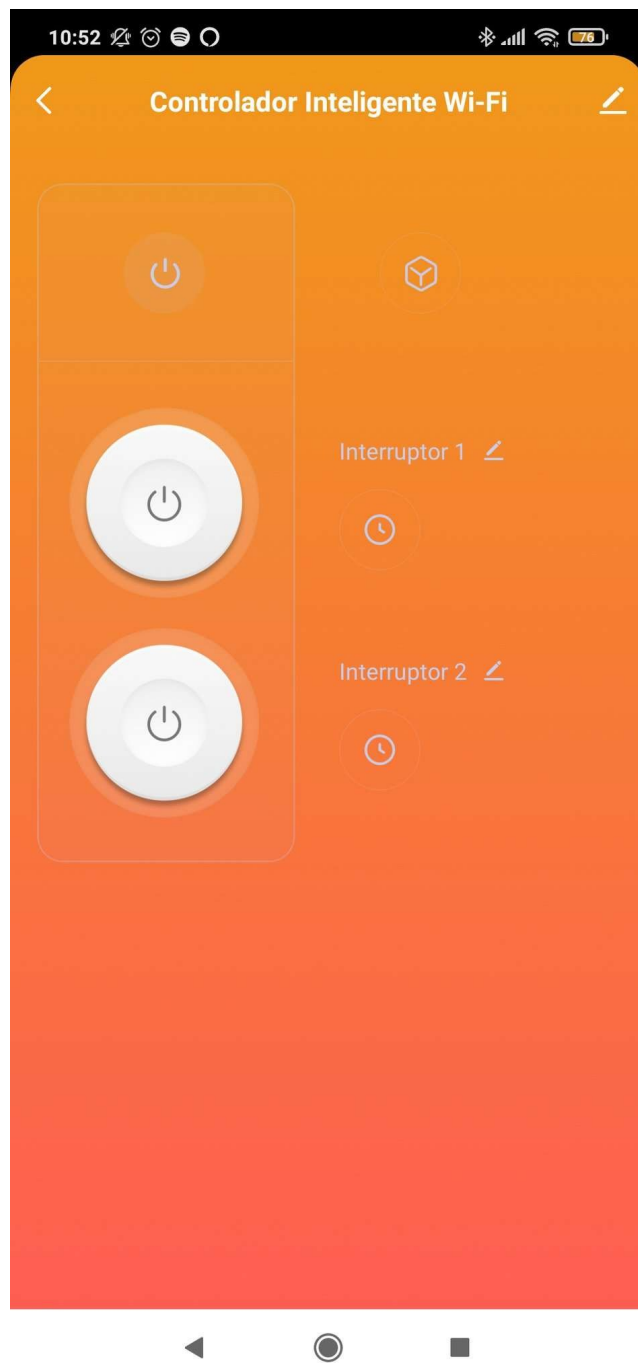 10:52
76
Controlador Inteligente Wi-Fi
Interruptor 1
Interruptor 2